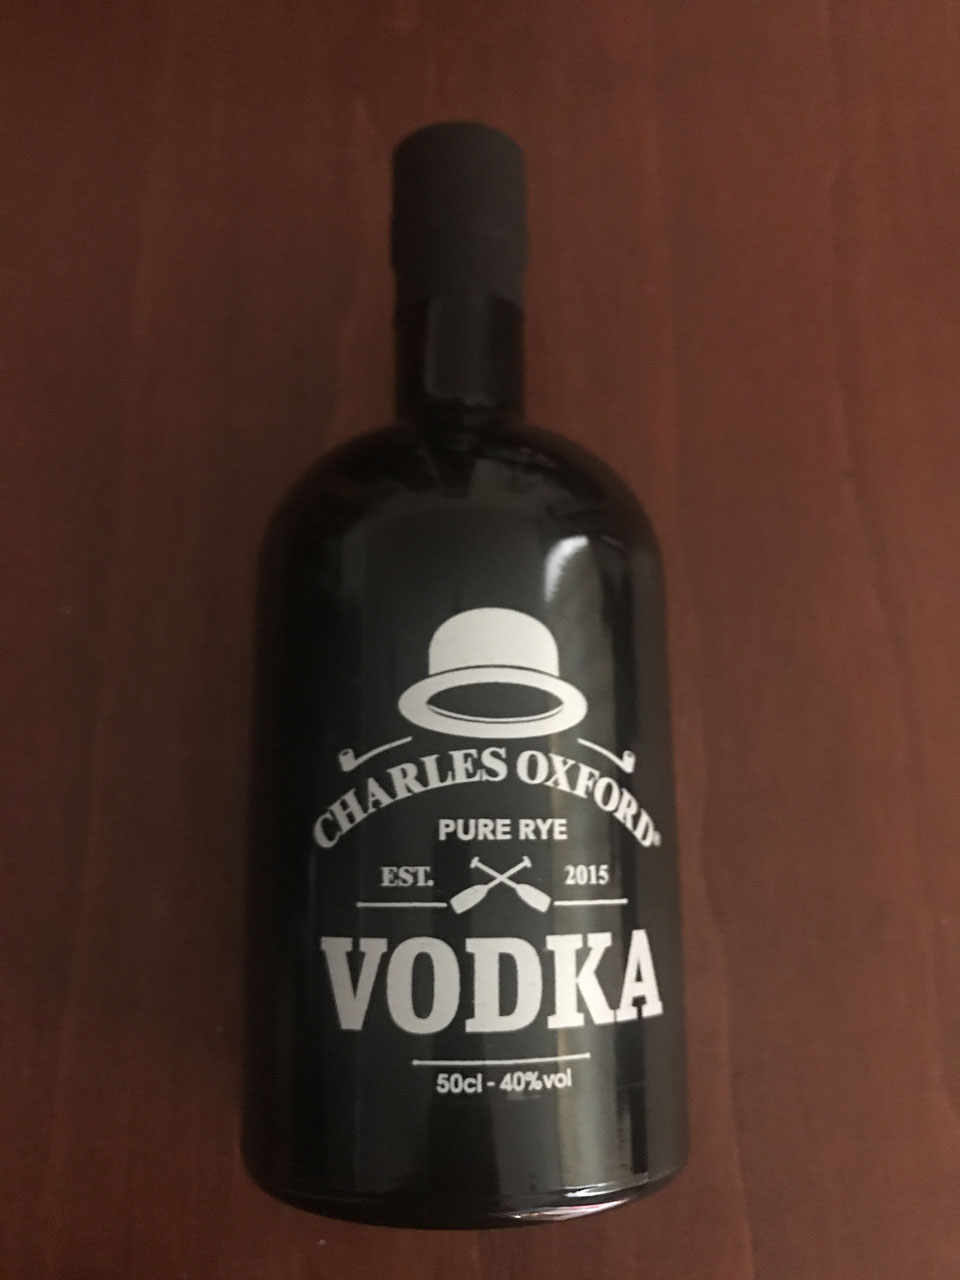 CHARLES OXFORD®
PURE RYE
EST. 2015
VODKA
50cl - 40%vol